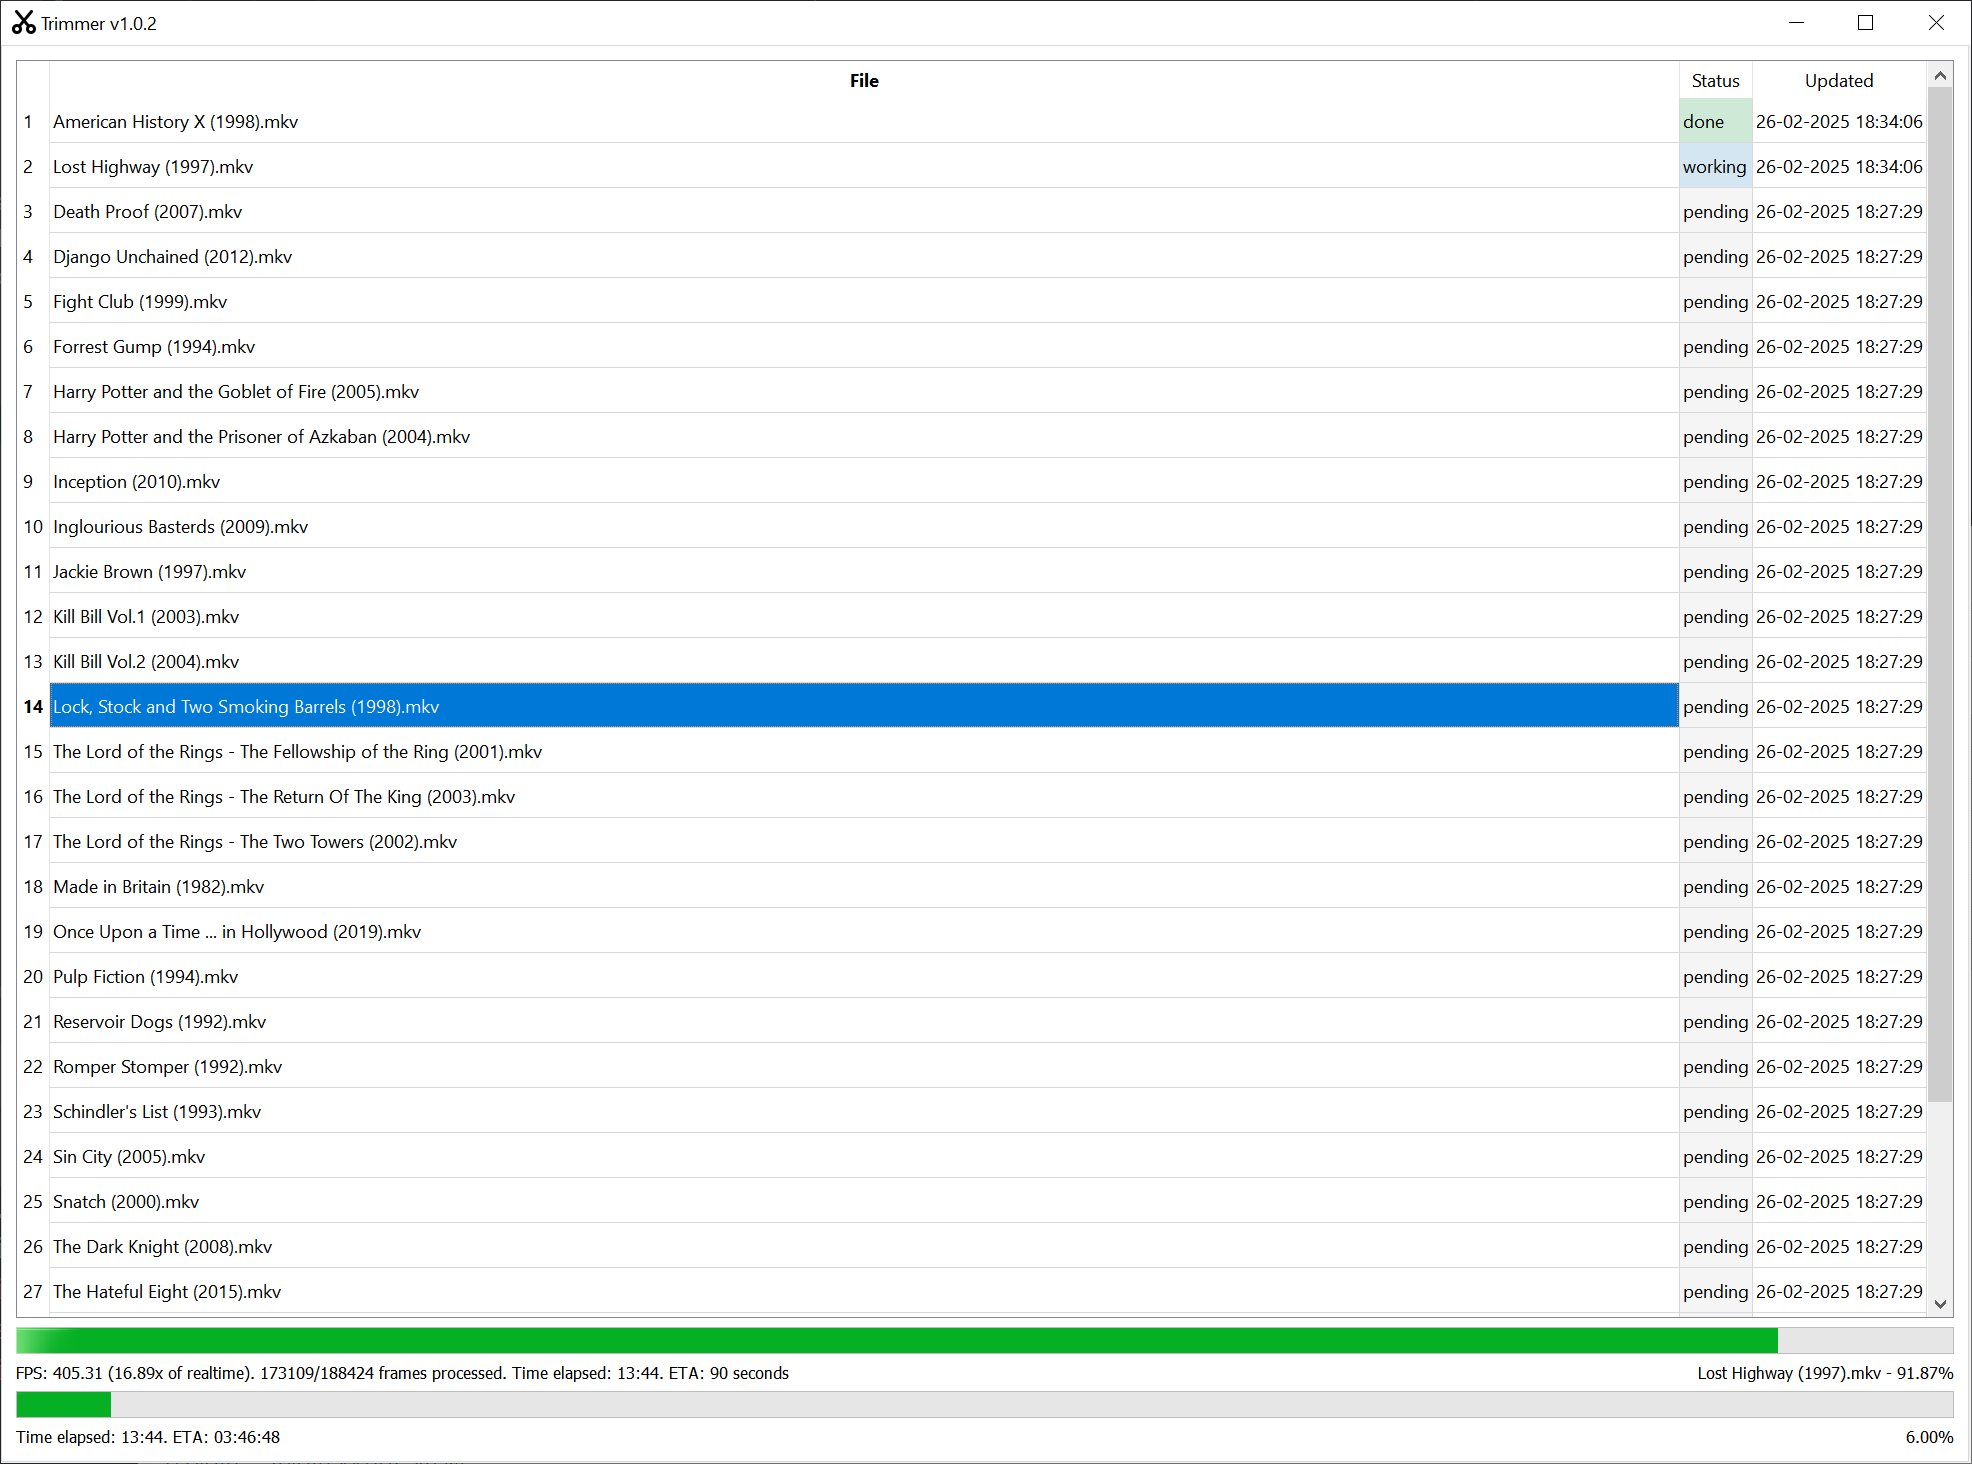 Trimmer v1.0.2
File Status Updated
1 American History X (1998).mkv done 26-02-2025 18:34:06
2 Lost Highway (1997).mkv working 26-02-2025 18:34:06
3 Death Proof (2007).mkv pending 26-02-2025 18:27:29
4 Django Unchained (2012).mkv pending 26-02-2025 18:27:29
5 Fight Club (1999).mkv pending 26-02-2025 18:27:29
6 Forrest Gump (1994).mkv pending 26-02-2025 18:27:29
7 Harry Potter and the Goblet of Fire (2005).mkv pending 26-02-2025 18:27:29
8 Harry Potter and the Prisoner of Azkaban (2004).mkv pending 26-02-2025 18:27:29
9 Inception (2010).mkv pending 26-02-2025 18:27:29
10 Inglourious Basterds (2009).mkv pending 26-02-2025 18:27:29
11 Jackie Brown (1997).mkv pending 26-02-2025 18:27:29
12 Kill Bill Vol.1 (2003).mkv pending 26-02-2025 18:27:29
13 Kill Bill Vol.2 (2004).mkv pending 26-02-2025 18:27:29
14 Lock, Stock and Two Smoking Barrels (1998).mkv pending 26-02-2025 18:27:29
15 The Lord of the Rings - The Fellowship of the Ring (2001).mkv pending 26-02-2025 18:27:29
16 The Lord of the Rings - The Return Of The King (2003).mkv pending 26-02-2025 18:27:29
17 The Lord of the Rings - The Two Towers (2002).mkv pending 26-02-2025 18:27:29
18 Made in Britain (1982).mkv pending 26-02-2025 18:27:29
19 Once Upon a Time ... in Hollywood (2019).mkv pending 26-02-2025 18:27:29
20 Pulp Fiction (1994).mkv pending 26-02-2025 18:27:29
21 Reservoir Dogs (1992).mkv pending 26-02-2025 18:27:29
22 Romper Stomper (1992).mkv pending 26-02-2025 18:27:29
23 Schindler's List (1993).mkv pending 26-02-2025 18:27:29
24 Sin City (2005).mkv pending 26-02-2025 18:27:29
25 Snatch (2000).mkv pending 26-02-2025 18:27:29
26 The Dark Knight (2008).mkv pending 26-02-2025 18:27:29
27 The Hateful Eight (2015).mkv pending 26-02-2025 18:27:29
FPS: 405.31 (16.89x of realtime). 173109/188424 frames processed. Time elapsed: 13:44. ETA: 90 seconds Lost Highway (1997).mkv - 91.87%
Time elapsed: 13:44. ETA: 03:46:48 6.00%